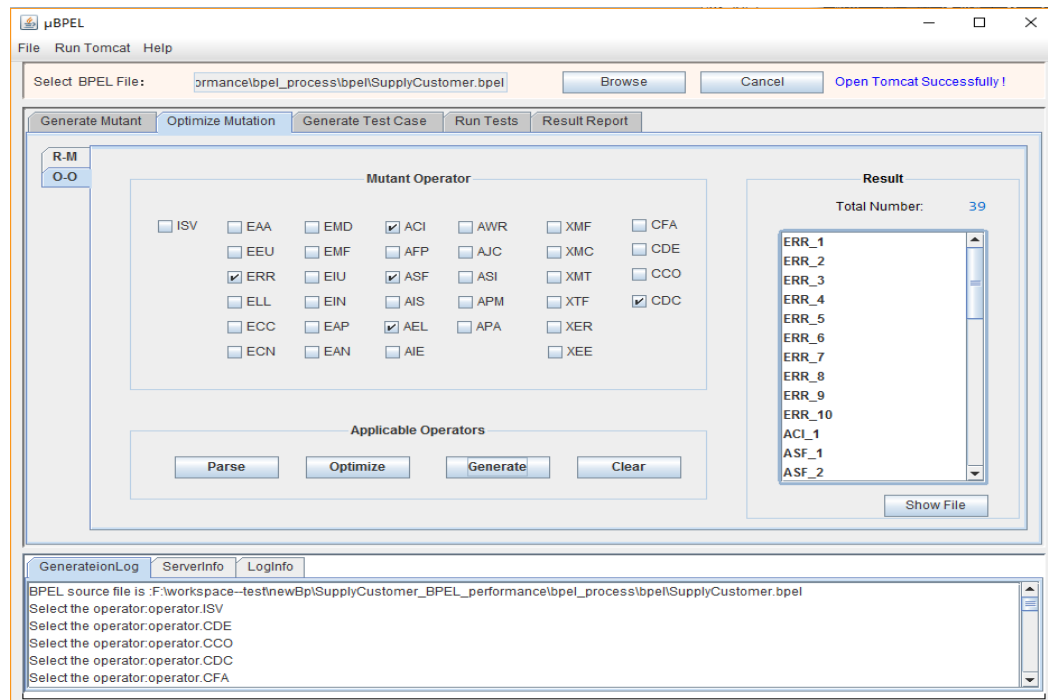 µBPEL
File Run Tomcat Help
Select BPEL File: ormance\bpel_process\bpel\SupplyCustomer.bpel Browse Cancel Open Tomcat Successfully !
Generate Mutant Optimize Mutation Generate Test Case Run Tests Result Report
R-M
O-O
Mutant Operator
ISV EAA EMD ACI AWR XMF CFA
EEU EMF AFP AJC XMC CDE
ERR EIU ASF ASI XMT CCO
ELL EIN AIS APM XTF CDC
ECC EAP AEL APA XER
ECN EAN AIE XEE
Applicable Operators
Parse Optimize Generate Clear
Result
Total Number: 39
ERR_1
ERR_2
ERR_3
ERR_4
ERR_5
ERR_6
ERR_7
ERR_8
ERR_9
ERR_10
ACI_1
ASF_1
ASF_2
Show File
GenerateionLog ServerInfo LogInfo
BPEL source file is :F:\workspace--test\newBp\SupplyCustomer_BPEL_performance\bpel_process\bpel\SupplyCustomer.bpel
Select the operator:operator.ISV
Select the operator:operator.CDE
Select the operator:operator.CCO
Select the operator:operator.CDC
Select the operator:operator.CFA